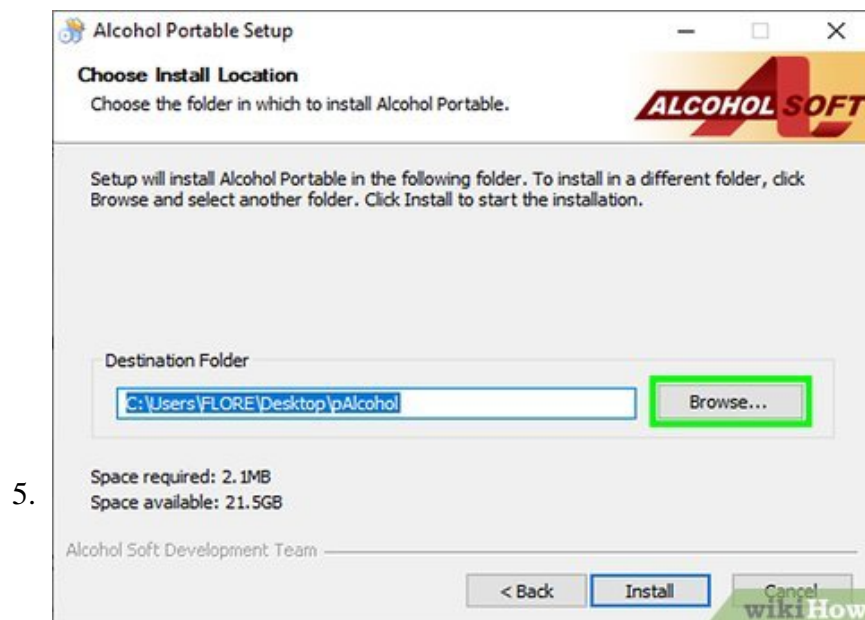 Alcohol Portable Setup
Choose Install Location
Choose the folder in which to install Alcohol Portable.
ALCOHOL SOFT
Setup will install Alcohol Portable in the following folder. To install in a different folder, click
Browse and select another folder. Click Install to start the installation.
Destination Folder
C:\Users\FLORE\Desktop\pAlcohol
Browse...
5.
Space required: 2.1MB
Space available: 21.5GB
Alcohol Soft Development Team
< Back
Install
Cancel
wikiHow